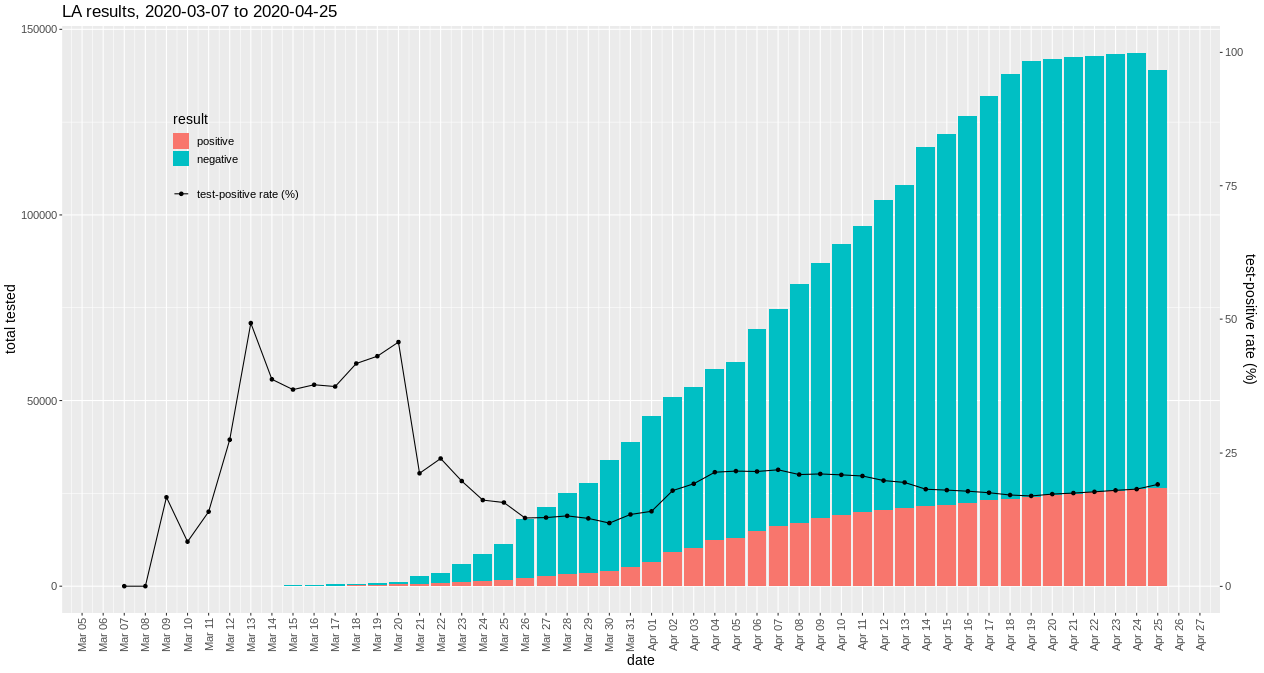 LA results, 2020-03-07 to 2020-04-25
150000
100000
50000
0
total tested
result
positive
negative
test-positive rate (%)
100
75
50
25
0
test-positive rate (%)
Mar 05
Mar 06
Mar 07
Mar 08
Mar 09
Mar 10
Mar 11
Mar 12
Mar 13
Mar 14
Mar 15
Mar 16
Mar 17
Mar 18
Mar 19
Mar 20
Mar 21
Mar 22
Mar 23
Mar 24
Mar 25
Mar 26
Mar 27
Mar 28
Mar 29
Mar 30
Mar 31
Apr 01
Apr 02
Apr 03
Apr 04
Apr 05
Apr 06
Apr 07
Apr 08
Apr 09
Apr 10
Apr 11
Apr 12
Apr 13
Apr 14
Apr 15
Apr 16
Apr 17
Apr 18
Apr 19
Apr 20
Apr 21
Apr 22
Apr 23
Apr 24
Apr 25
Apr 26
Apr 27
date